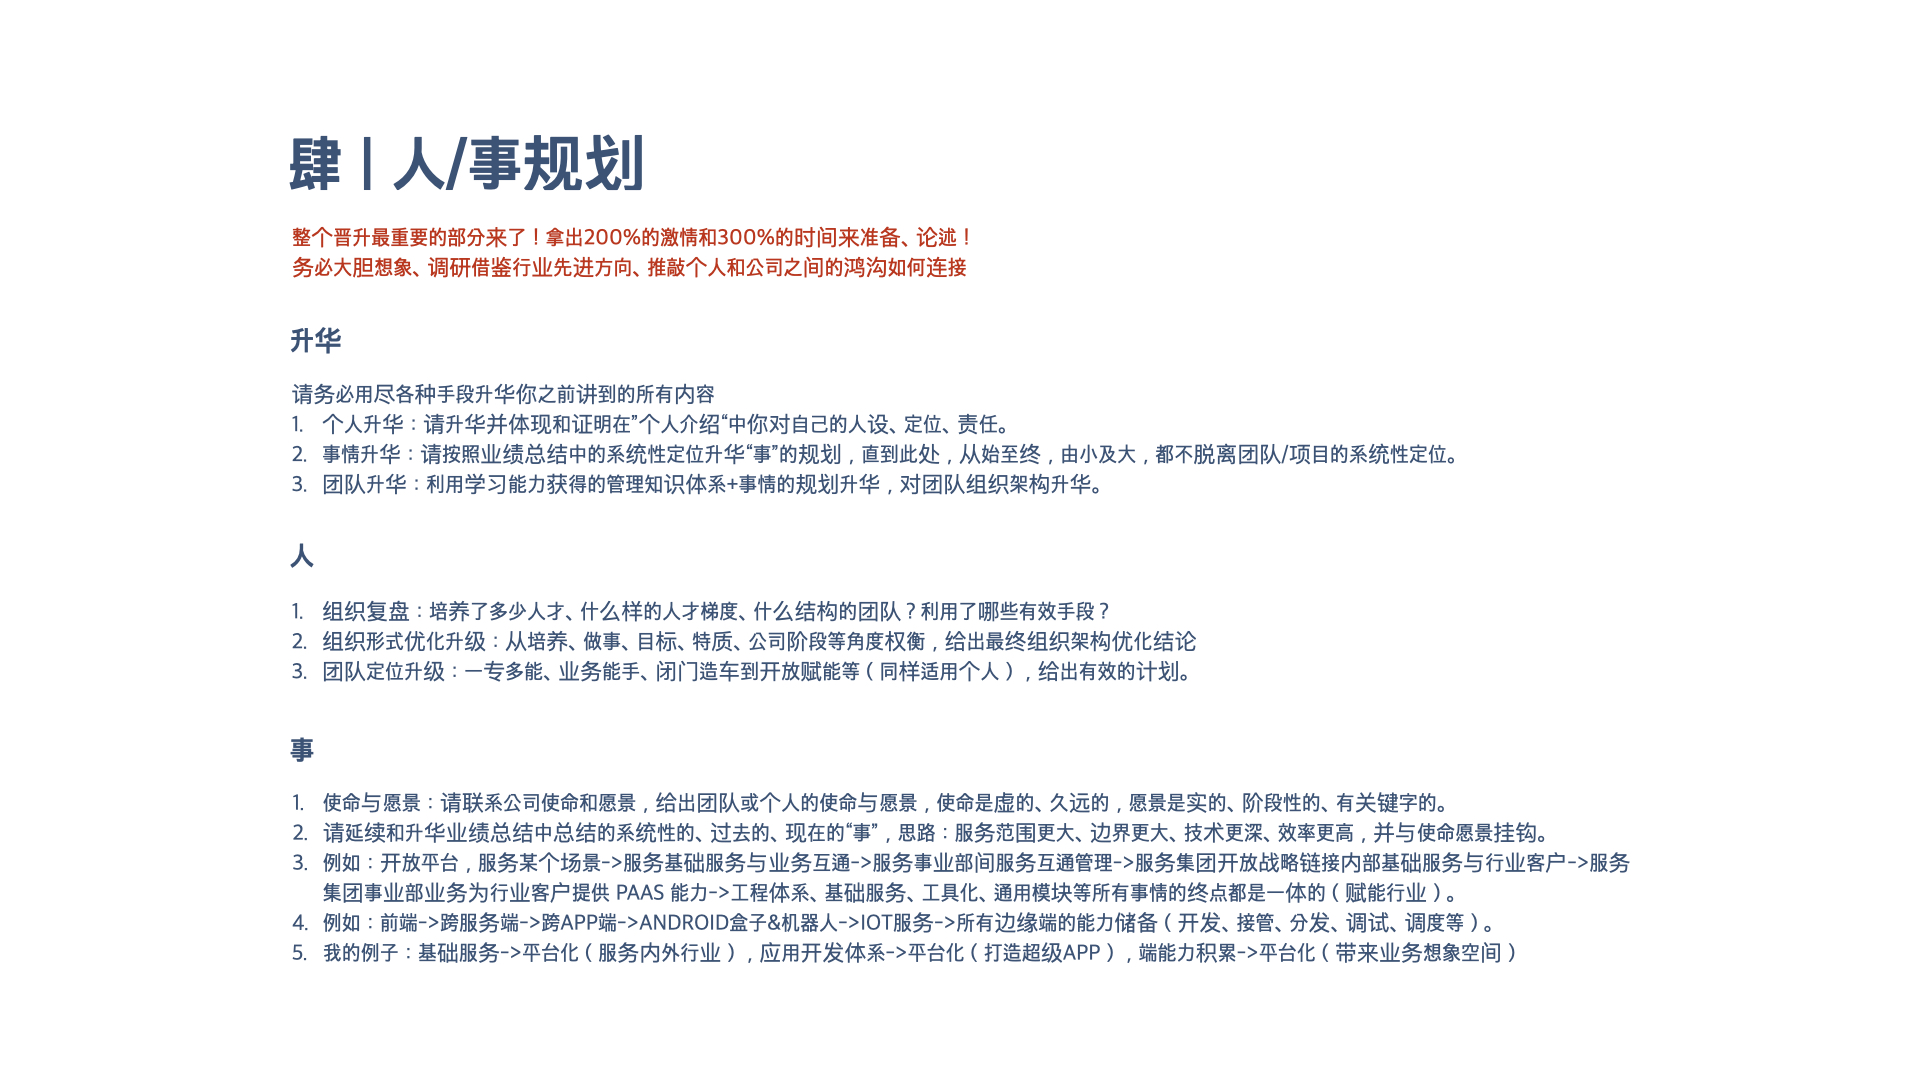 肆 | 人/事规划
整个晋升最重要的部分来了！拿出200%的激情和300%的时间来准备、论述！
务必大胆想象、调研借鉴行业先进方向、推敲个人和公司之间的鸿沟如何连接
升华
请务必用尽各种手段升华你之前讲到的所有内容
1. 个人升华：请升华并体现和证明在”个人介绍“中你对自己的人设、定位、责任。
2. 事情升华：请按照业绩总结中的系统性定位升华“事”的规划，直到此处，从始至终，由小及大，都不脱离团队/项目的系统性定位。
3. 团队升华：利用学习能力获得的管理知识体系+事情的规划升华，对团队组织架构升华。
人
1. 组织复盘：培养了多少人才、什么样的人才梯度、什么结构的团队？利用了哪些有效手段？
2. 组织形式优化升级：从培养、做事、目标、特质、公司阶段等角度权衡，给出最终组织架构优化结论
3. 团队定位升级：一专多能、业务能手、闭门造车到开放赋能等（同样适用个人），给出有效的计划。
事
1. 使命与愿景：请联系公司使命和愿景，给出团队或个人的使命与愿景，使命是虚的、久远的，愿景是实的、阶段性的、有关键字的。
2. 请延续和升华业绩总结中总结的系统性的、过去的、现在的“事”，思路：服务范围更大、边界更大、技术更深、效率更高，并与使命愿景挂钩。
3. 例如：开放平台，服务某个场景->服务基础服务与业务互通->服务事业部间服务互通管理->服务集团开放战略链接内部基础服务与行业客户->服务
集团事业部业务为行业客户提供 PAAS 能力->工程体系、基础服务、工具化、通用模块等所有事情的终点都是一体的（赋能行业）。
4. 例如：前端->跨服务端->跨APP端->ANDROID盒子&机器人->IOT服务->所有边缘端的能力储备（开发、接管、分发、调试、调度等）。
5. 我的例子：基础服务->平台化（服务内外行业），应用开发体系->平台化（打造超级APP），端能力积累->平台化（带来业务想象空间）